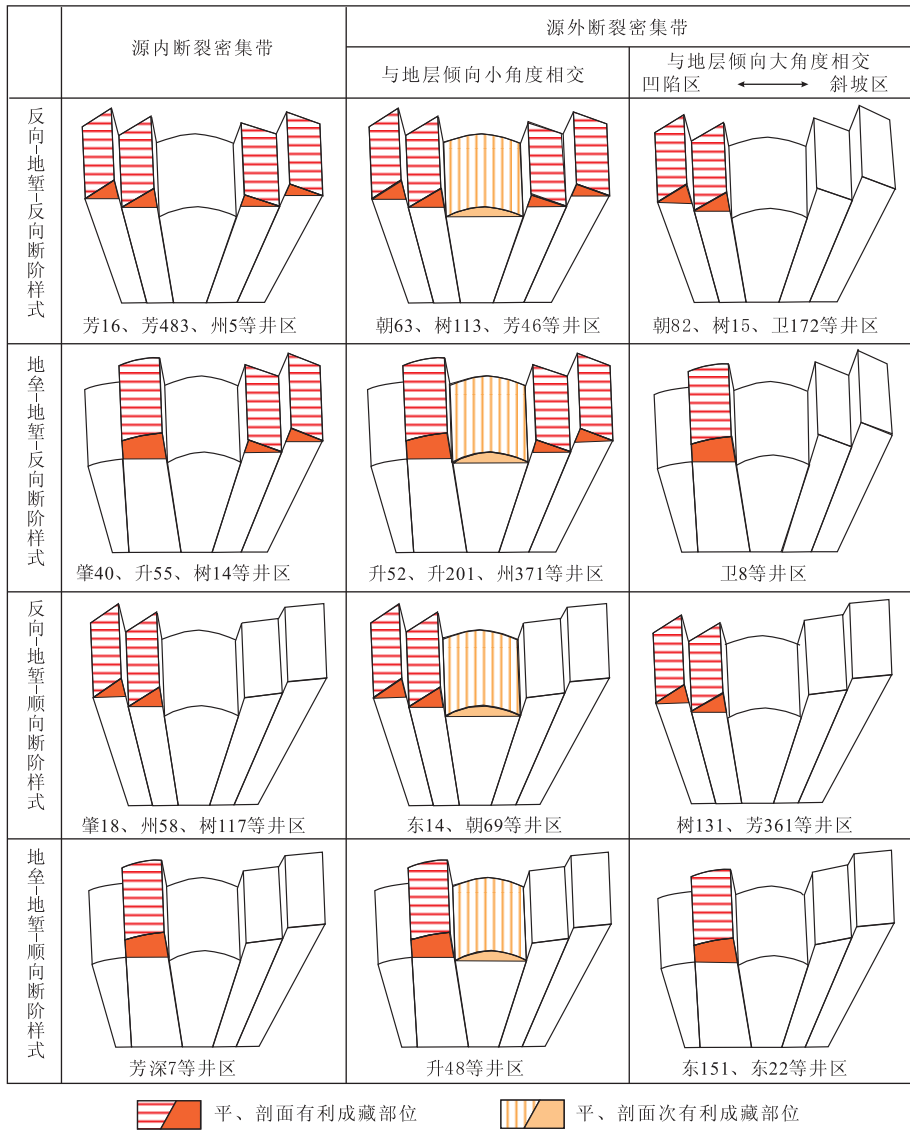 源内断裂密集带
源外断裂密集带
与地层倾向小角度相交
与地层倾向大角度相交
凹陷区 斜坡区
反向-地堑-反向断阶样式
芳16、芳483、州5等井区
朝63、树113、芳46等井区
朝82、树15、卫172等井区
地垒-地堑-反向断阶样式
肇40、升55、树14等井区
升52、升201、州371等井区
卫8等井区
反向-地堑-顺向断阶样式
肇18、州58、树117等井区
东14、朝69等井区
树131、芳361等井区
地垒-地堑-顺向断阶样式
芳深7等井区
升48等井区
东151、东22等井区
平、剖面有利成藏部位
平、剖面次有利成藏部位